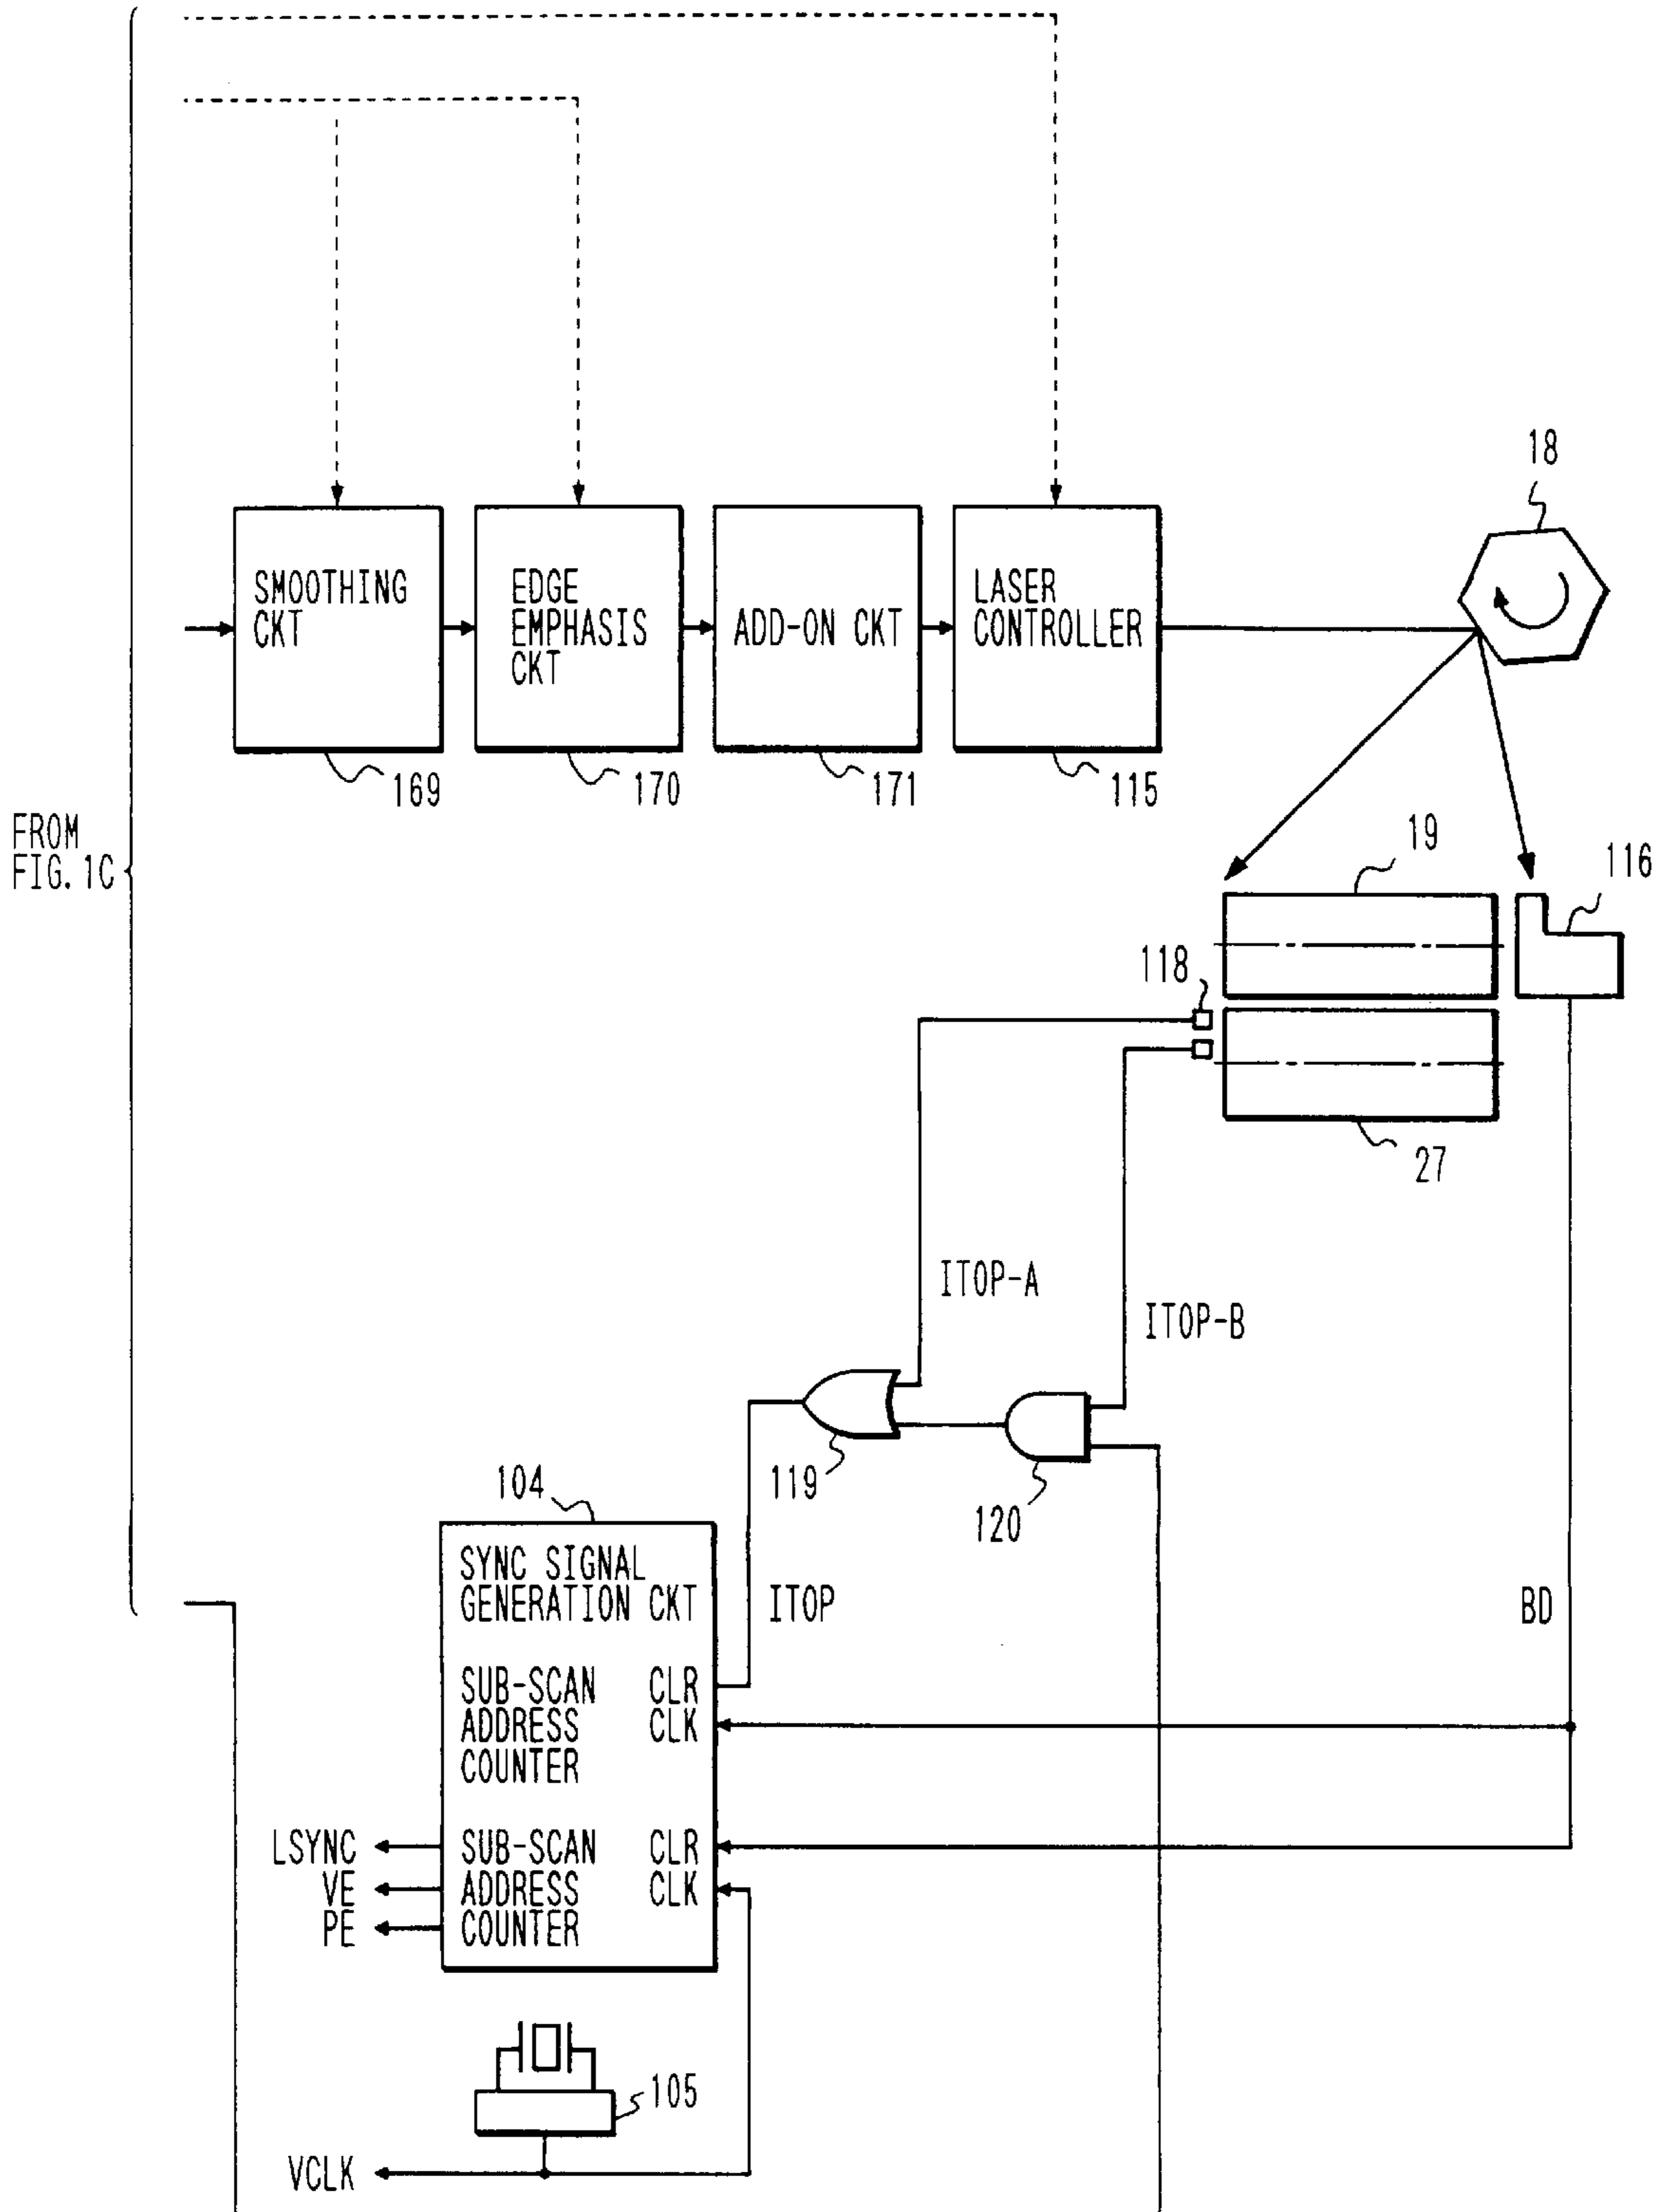 18
SMOOTHING
CKT
EDGE
EMPHASIS
CKT
ADD-ON CKT
LASER
CONTROLLER
169
170
171
115
FROM
FIG. 1C
19
116
118
27
ITOP-A
ITOP-B
119
120
104
SYNC SIGNAL
GENERATION CKT
ITOP
BD
SUB-SCAN CLR
ADDRESS CLK
COUNTER
LSYNC
SUB-SCAN CLR
VE
ADDRESS CLK
PE
COUNTER
105
VCLK